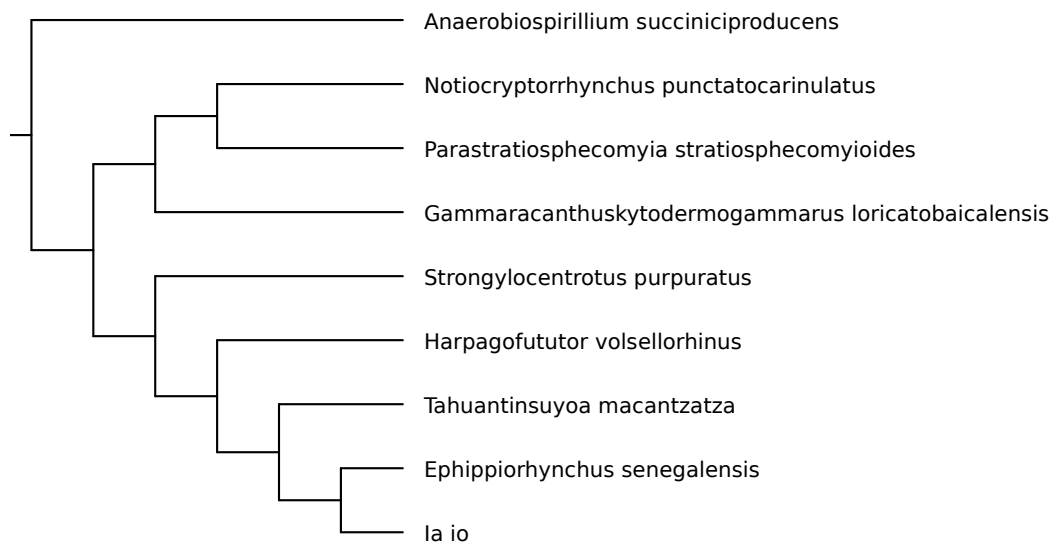 Anaerobiospirillium succiniciproducens
Notiocryptorrhynchus punctatocarinulatus
Parastratiosphecomyia stratiosphecomyioides
Gammaracanthuskytodermogammarus loricatobaicalensis
Strongylocentrotus purpuratus
Harpagofututor volsellorhinus
Tahuantinsuyoa macantzatza
Ephippiorhynchus senegalensis
Ia io